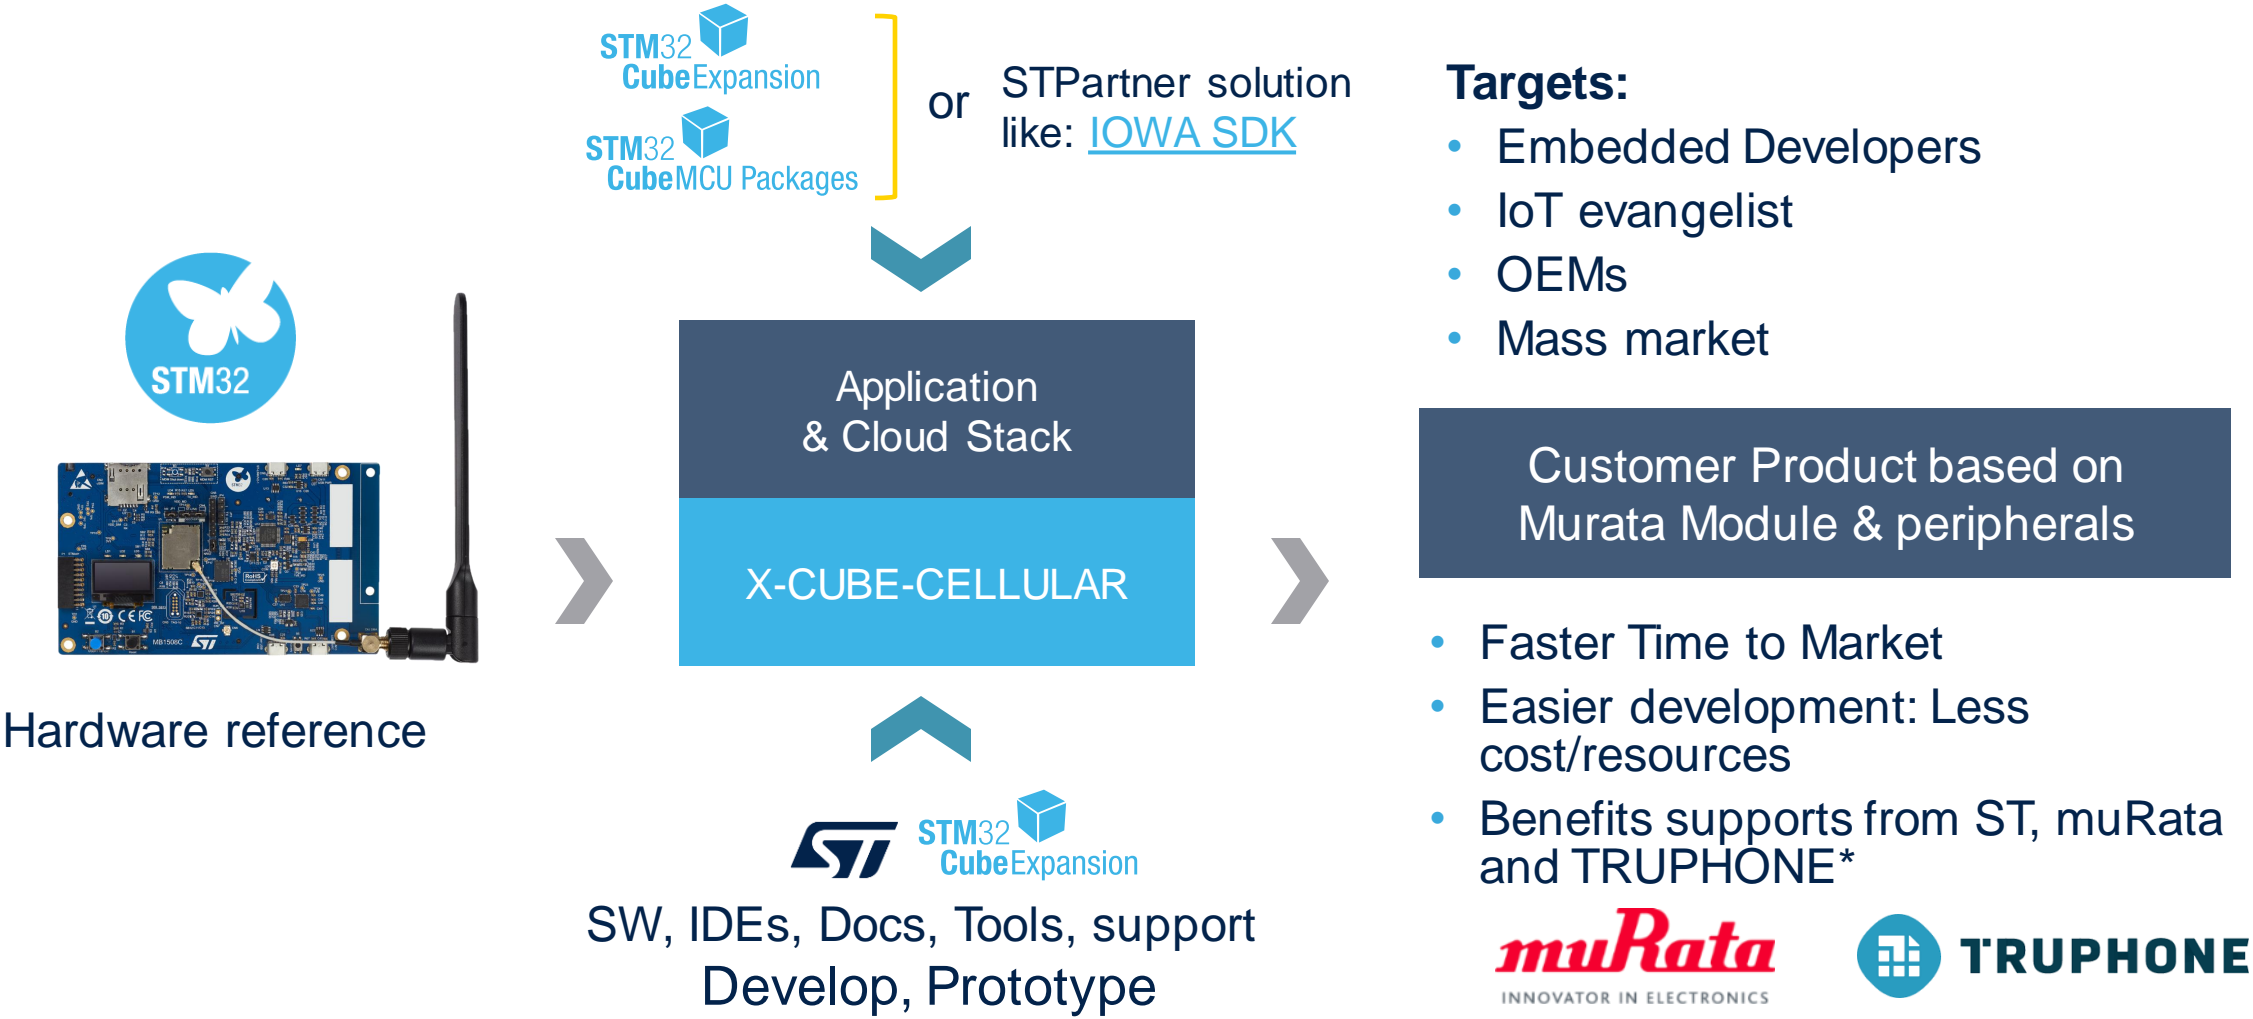 STM32
CubeExpansion
STM32
CubeMCU Packages
or
STPartner solution
like: IOWA SDK
STM32
MB1508C
RoHS
Hardware reference
Application
& Cloud Stack
X-CUBE-CELLULAR
ST
STM32
CubeExpansion
SW, IDEs, Docs, Tools, support
Develop, Prototype
Targets:
• Embedded Developers
• IoT evangelist
• OEMs
• Mass market
Customer Product based on
Murata Module & peripherals
• Faster Time to Market
• Easier development: Less
cost/resources
• Benefits supports from ST, muRata
and TRUPHONE*
muRata
INNOVATOR IN ELECTRONICS
TRUPHONE